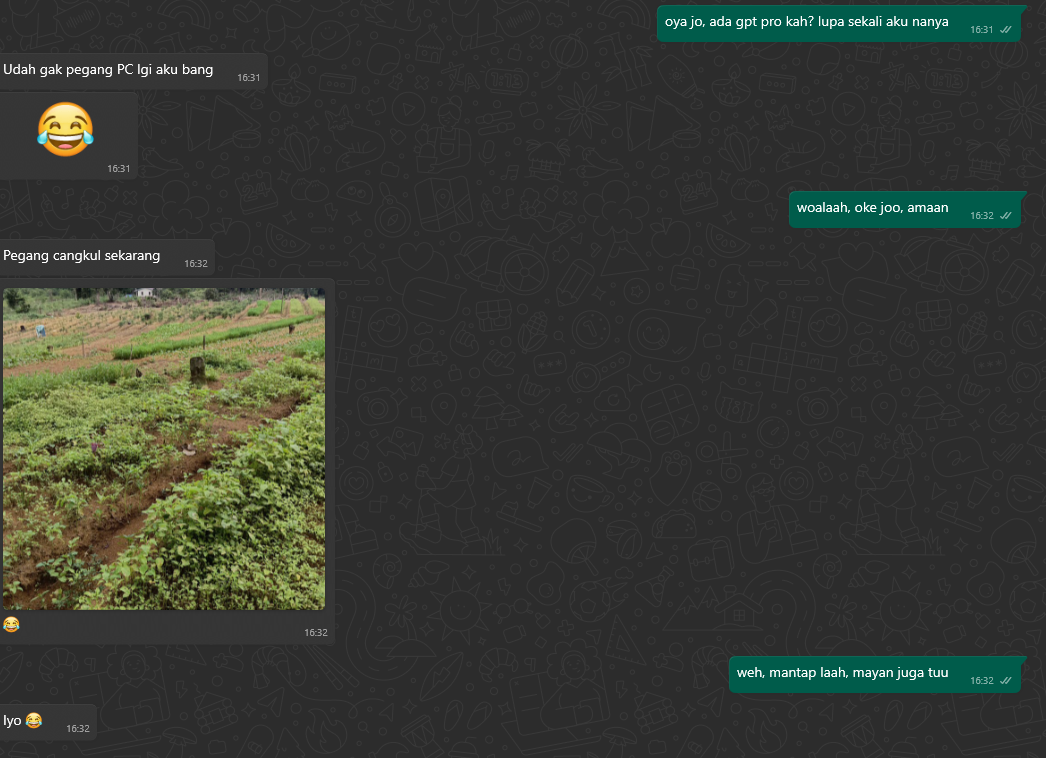 oya jo, ada gpt pro kah? lupa sekali aku nanya
16:31
Udah gak pegang PC lgi aku bang
16:31
😂
16:31
woalaah, oke joo, amaan
16:32
Pegang cangkul sekarang
16:32
😂
16:32
weh, mantap laah, mayan juga tuu
16:32
Iyo 😂
16:32